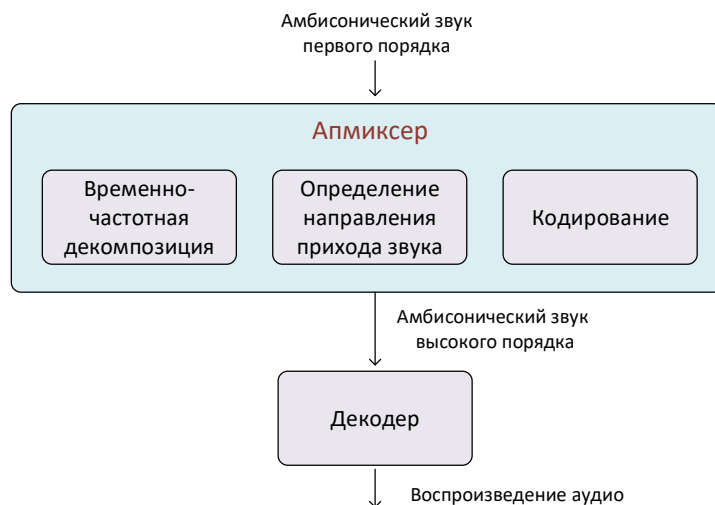 Амбисонический звук
первого порядка
Апмиксер
Временно-
частотная
декомпозиция
Определение
направления
прихода звука
Кодирование
Амбисонический звук
высокого порядка
Декодер
Воспроизведение аудио